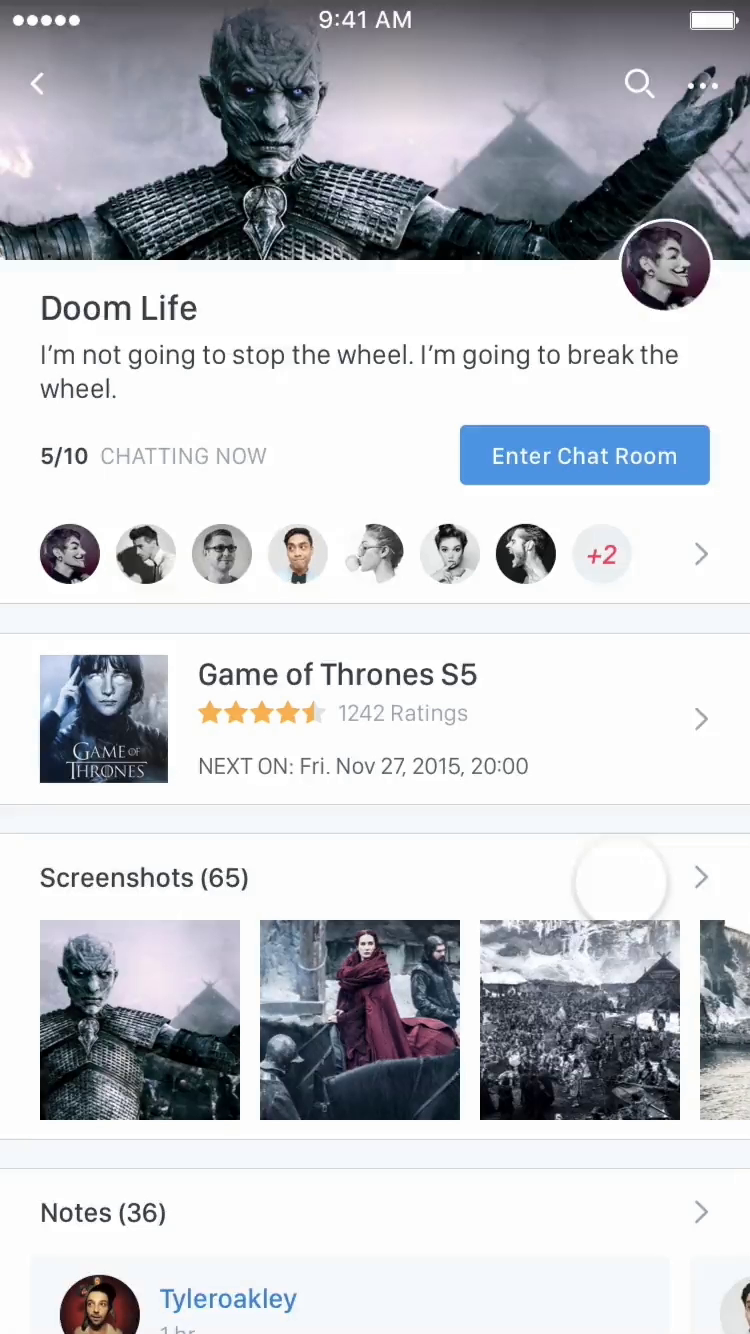 9:41 AM
Doom Life
I'm not going to stop the wheel. I'm going to break the
wheel.
5/10 CHATTING NOW
Enter Chat Room
+2
Game of Thrones S5
1242 Ratings
NEXT ON: Fri. Nov 27, 2015, 20:00
GAME OF
THRONES
Screenshots (65)
Notes (36)
Tyleroakley
1 hr